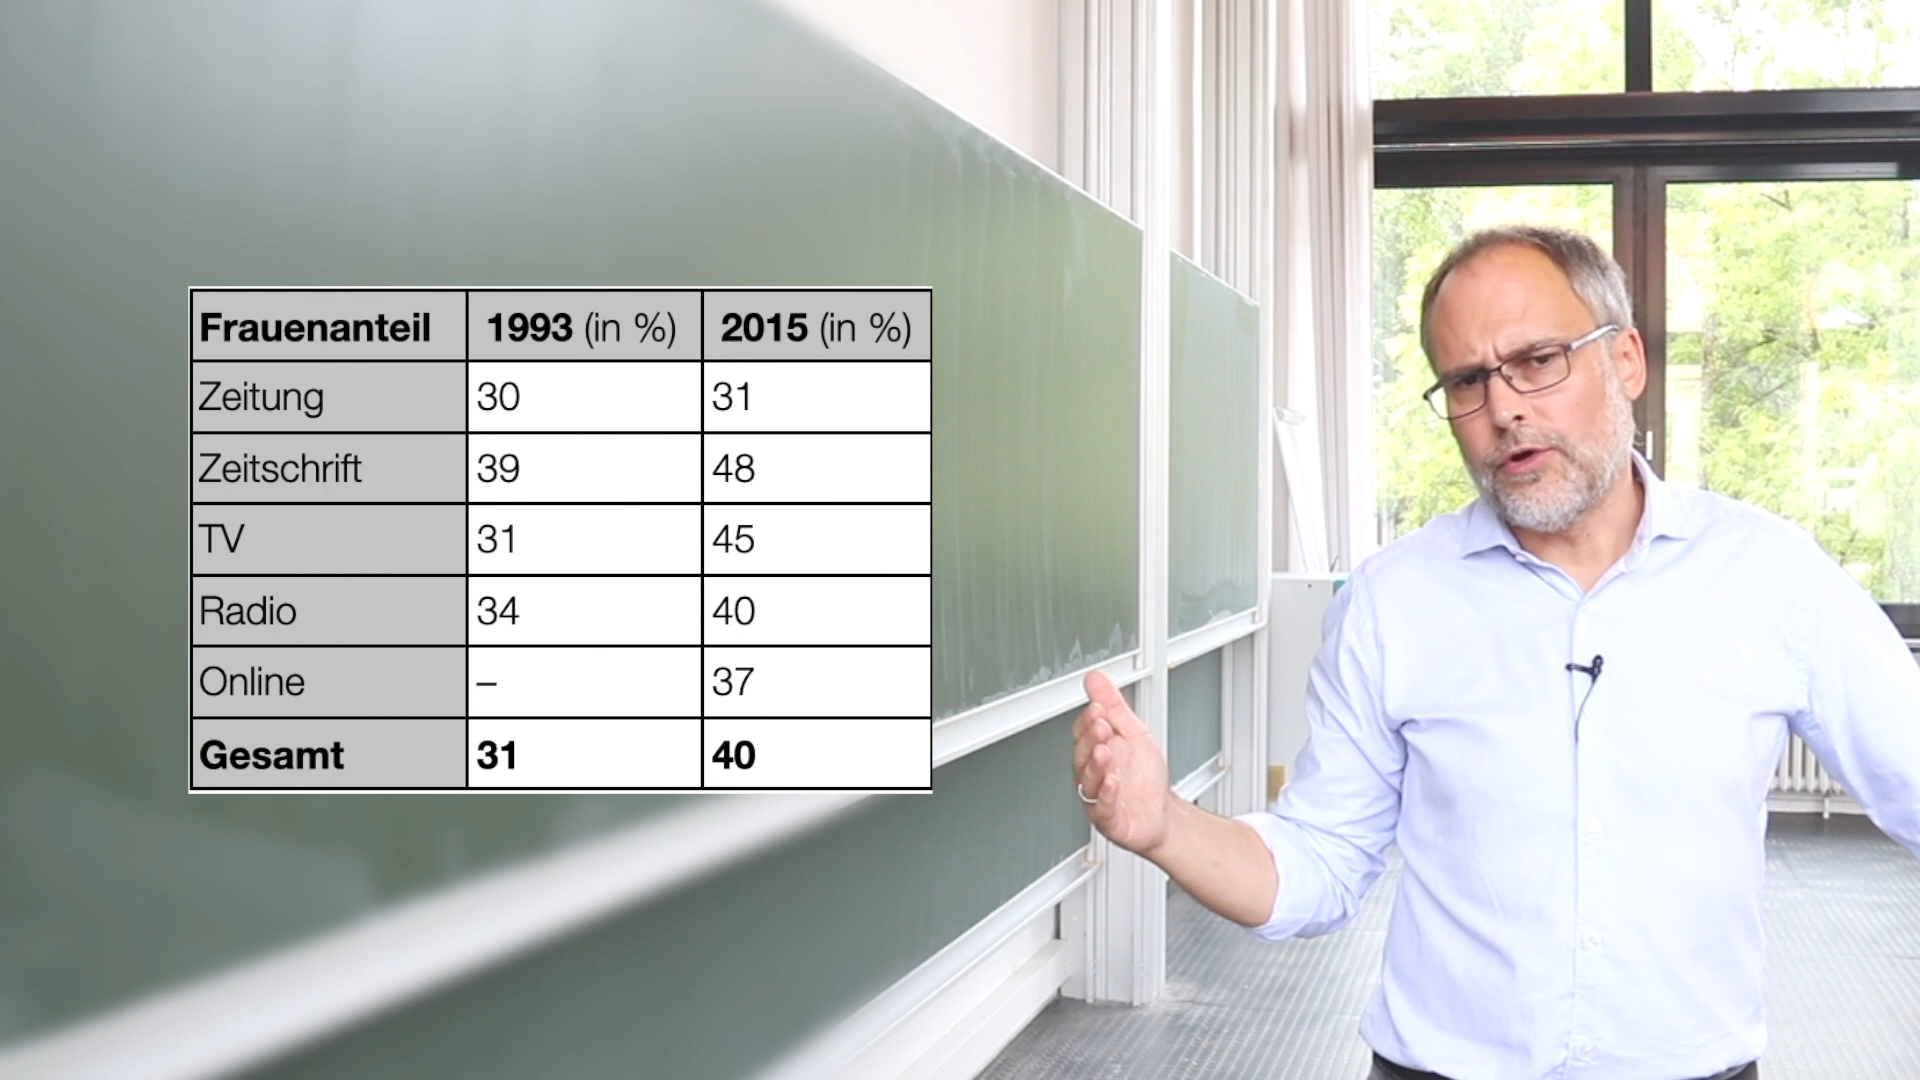 Frauenanteil 1993 (in %) 2015 (in %)
Zeitung 30 31
Zeitschrift 39 48
TV 31 45
Radio 34 40
Online – 37
Gesamt 31 40